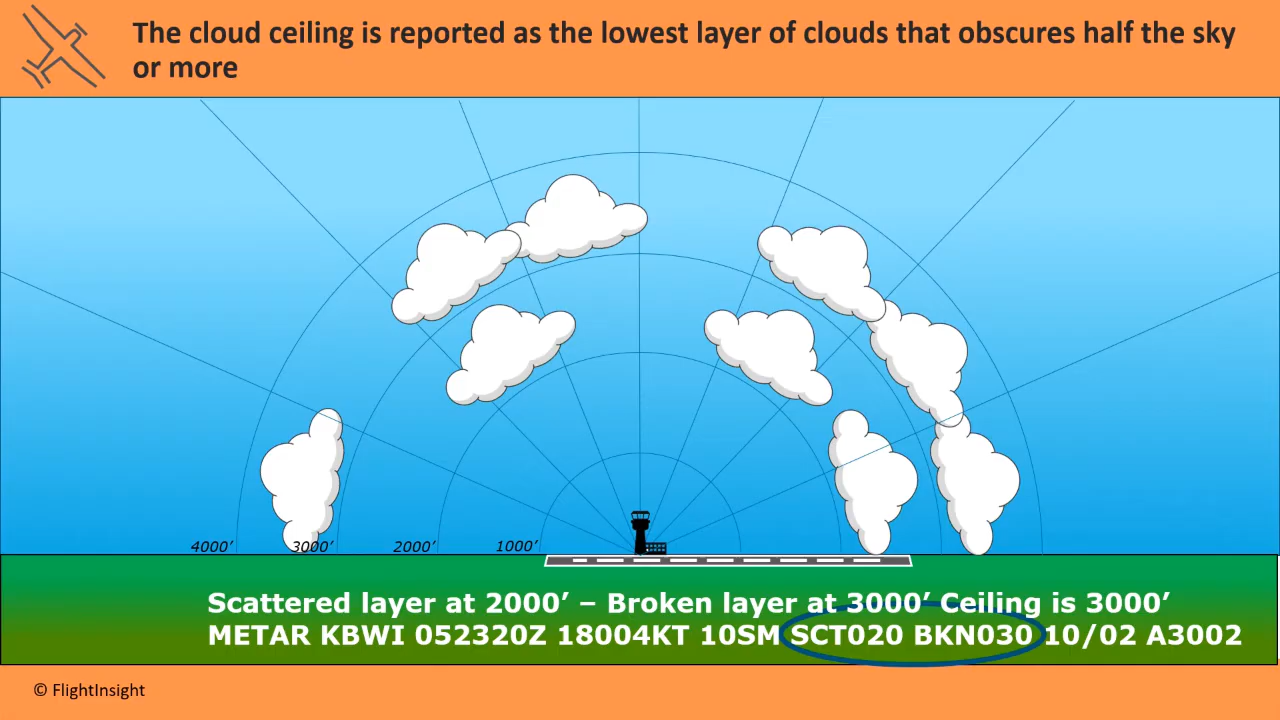 The cloud ceiling is reported as the lowest layer of clouds that obscures half the sky
or more
4000’ 3000’ 2000’ 1000’
Scattered layer at 2000’ – Broken layer at 3000’ Ceiling is 3000’
METAR KBWI 052320Z 18004KT 10SM SCT020 BKN030 10/02 A3002
© FlightInsight